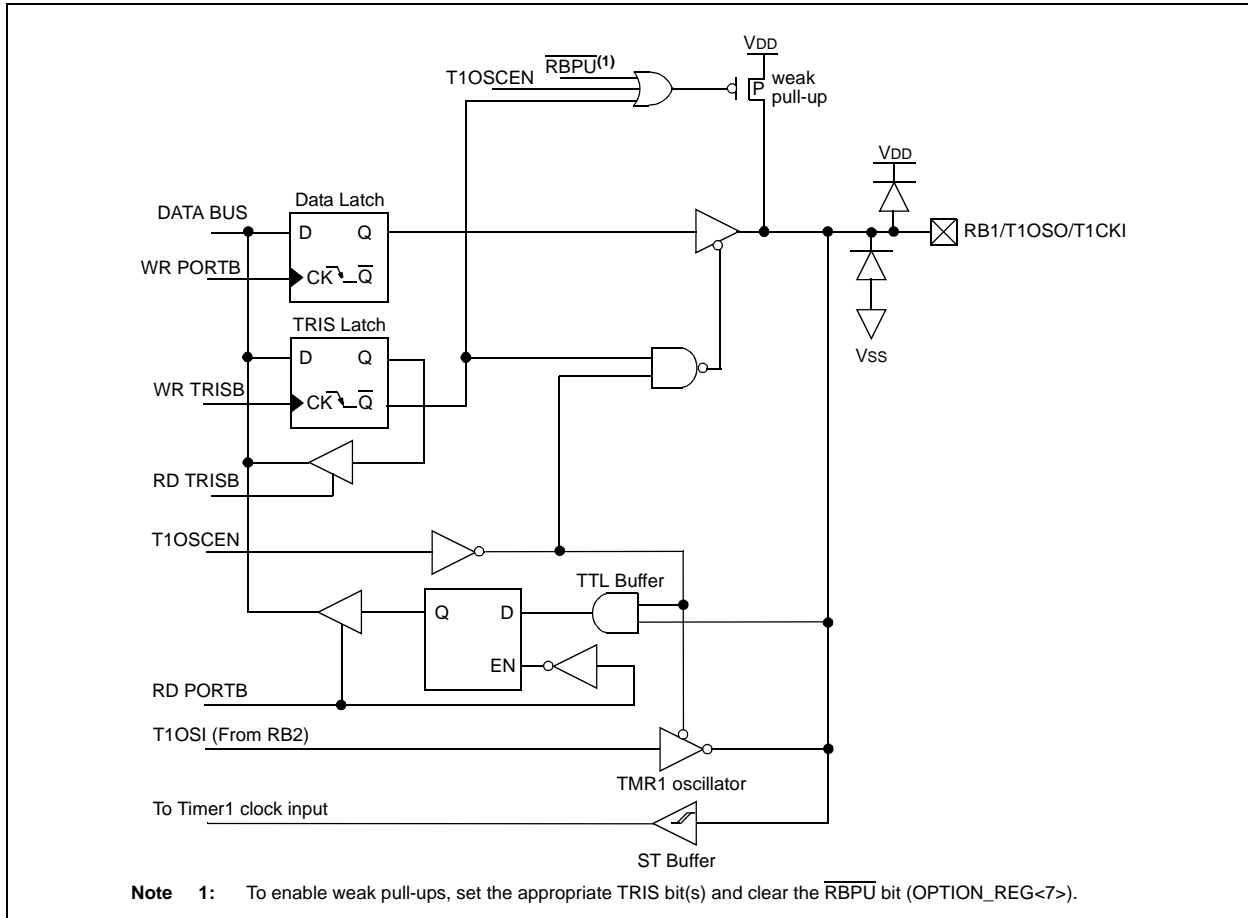 VDD
RBPU(1)
T1OSCEN
weak
P
pull-up
VDD
Data Latch
DATA BUS
D Q
RB1/T1OSO/T1CKI
WR PORTB
CK Q
TRIS Latch
VSS
D Q
WR TRISB
CK Q
RD TRISB
T1OSCEN
TTL Buffer
Q D
EN
RD PORTB
T1OSI (From RB2)
TMR1 oscillator
To Timer1 clock input
ST Buffer
Note 1: To enable weak pull-ups, set the appropriate TRIS bit(s) and clear the RBPU bit (OPTION_REG<7>).